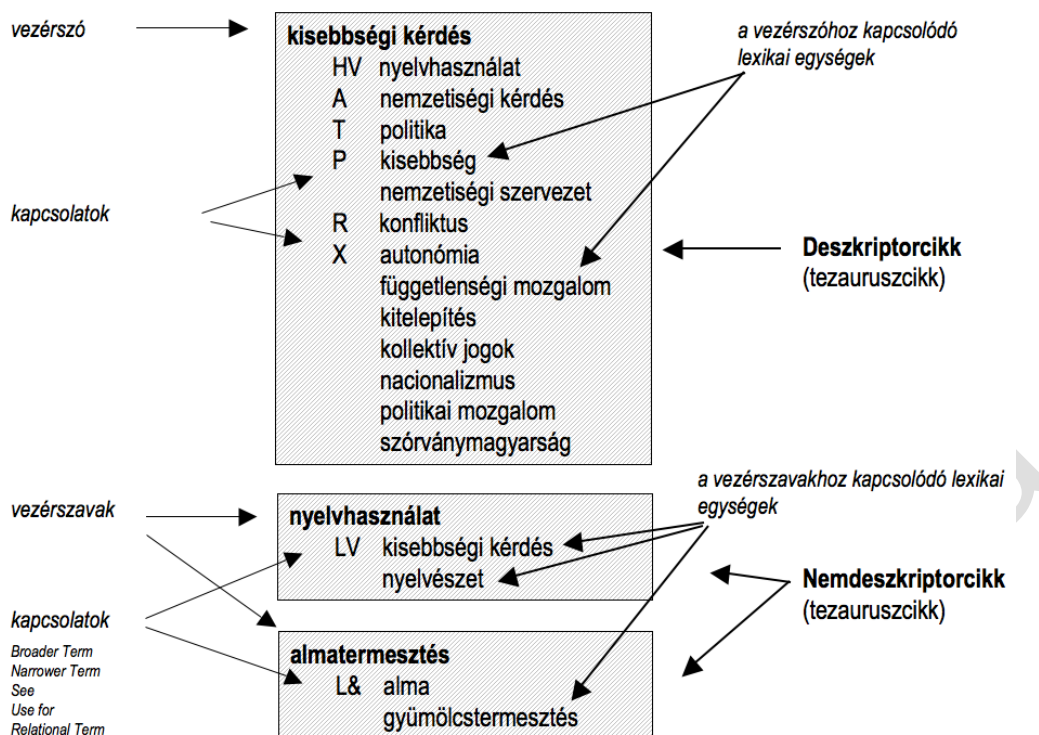 vezérszó
kisebbségi kérdés
HV nyelvhasználat
A nemzetiségi kérdés
T politika
P kisebbség
nemzetiségi szervezet
R konfliktus
X autonómia
függetlenségi mozgalom
kitelepítés
kollektív jogok
nacionalizmus
politikai mozgalom
szórványmagyarság
a vezérszóhoz kapcsolódó
lexikai egységek
kapcsolatok
Deszkriptorcikk
(tezauruszcikk)
vezérszavak
nyelvhasználat
LV kisebbségi kérdés
nyelvészet
a vezérszavakhoz kapcsolódó lexikai
egységek
Nemdeszkriptorcikk
(tezauruszcikk)
kapcsolatok
Broader Term
Narrower Term
See
Use for
Relational Term
almatermesztés
L& alma
gyümölcstermesztés